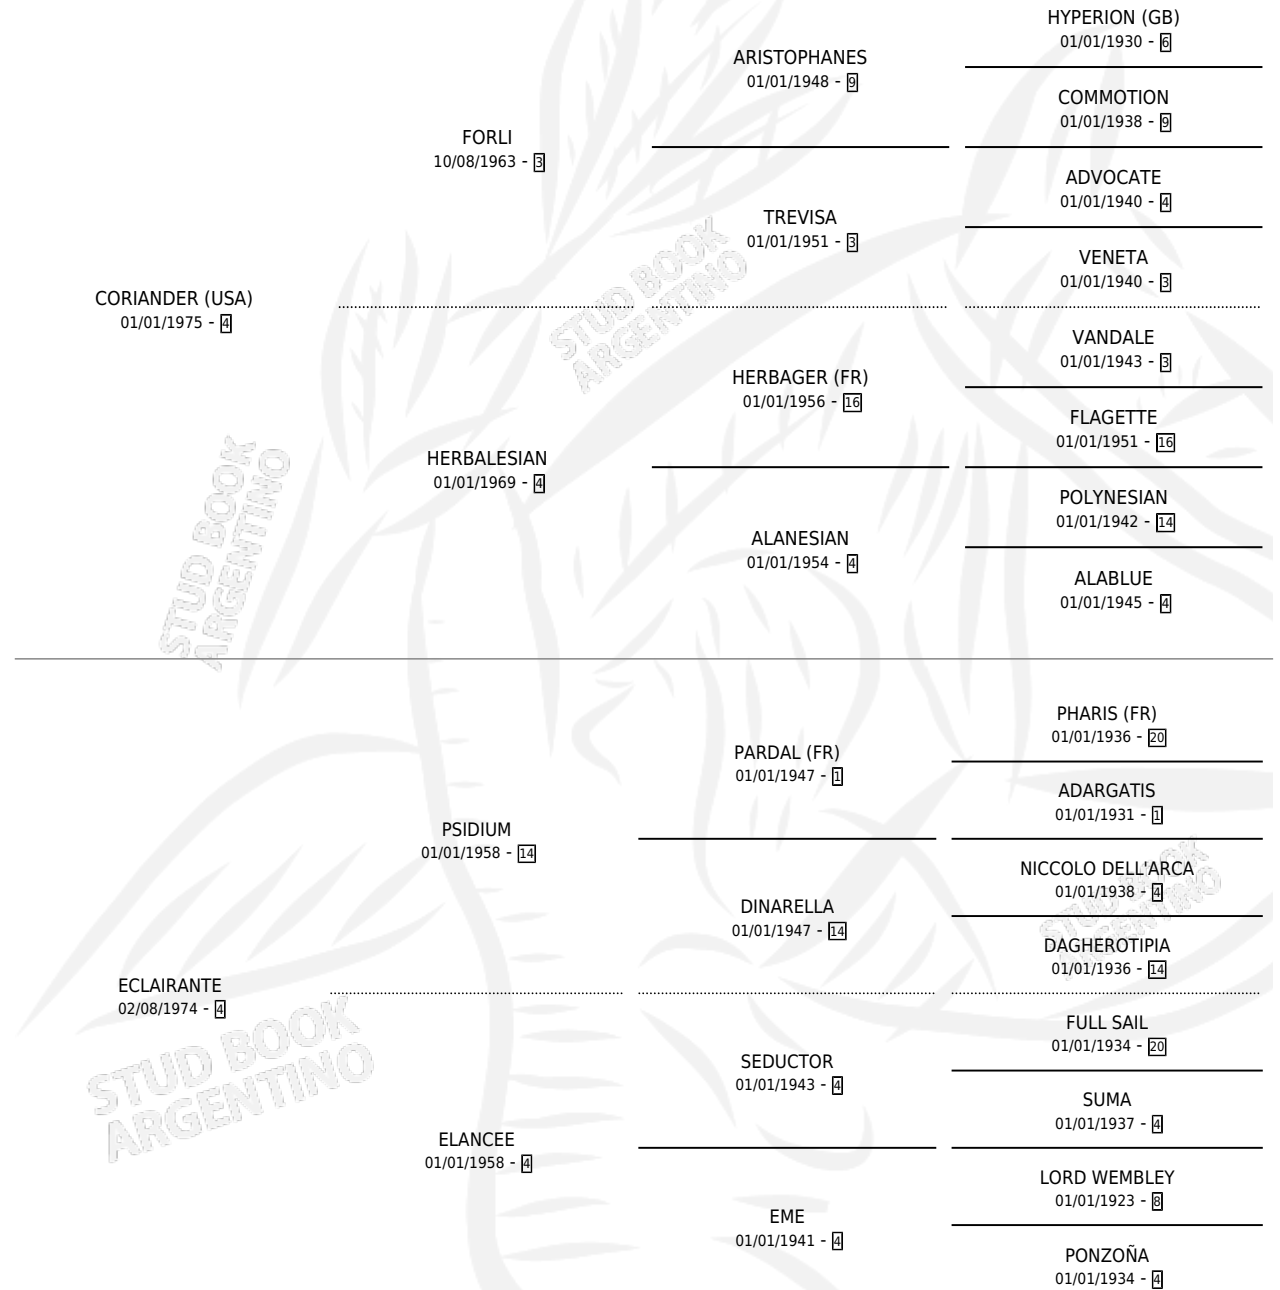 HYPERION (GB)
01/01/1930 - 6
ARISTOPHANES
01/01/1948 - 9
COMMOTION
01/01/1938 - 9
FORLI
10/08/1963 - 3
ADVOCATE
01/01/1940 - 4
TREVISA
01/01/1951 - 3
VENETA
01/01/1940 - 3
CORIANDER (USA)
01/01/1975 - 4
VANDALE
01/01/1943 - 3
HERBAGER (FR)
01/01/1956 - 16
FLAGETTE
01/01/1951 - 16
HERBALESIAN
01/01/1969 - 4
POLYNESIAN
01/01/1942 - 14
ALANESIAN
01/01/1954 - 4
ALABLUE
01/01/1945 - 4
PHARIS (FR)
01/01/1936 - 20
PARDAL (FR)
01/01/1947 - 1
ADARGATIS
01/01/1931 - 1
PSIDIUM
01/01/1958 - 14
NICCOLO DELL'ARCA
01/01/1938 - 4
DINARELLA
01/01/1947 - 14
DAGHEROTIPIA
01/01/1936 - 14
ECLAIRANTE
02/08/1974 - 4
FULL SAIL
01/01/1934 - 20
SEDUCTOR
01/01/1943 - 4
SUMA
01/01/1937 - 4
ELANCEE
01/01/1958 - 4
LORD WEMBLEY
01/01/1923 - 8
EME
01/01/1941 - 4
PONZOÑA
01/01/1934 - 4
STUD BOOK
ARGENTINO
STUD BOOK
ARGENTINO
STUD BOOK
ARGENTINO
STUD BOOK
ARGENTINO